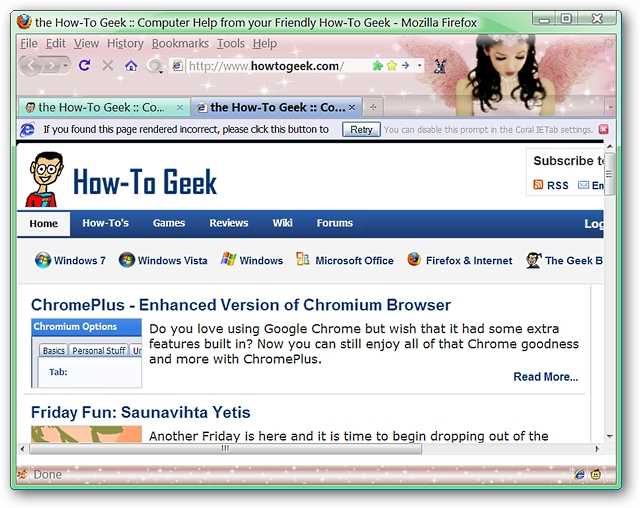 the How-To Geek :: Computer Help from your Friendly How-To Geek - Mozilla Firefox
File Edit View History Bookmarks Tools Help
http://www.howtogeek.com/
the How-To Geek :: Co... the How-To Geek :: Co...
If you found this page rendered incorrect, please click this button to Retry You can disable this prompt in the Coral IETab settings.
How-To Geek
Subscribe to
RSS Em
Home How-To's Games Reviews Wiki Forums Log
Windows 7 Windows Vista Windows Microsoft Office Firefox & Internet The Geek B
ChromePlus - Enhanced Version of Chromium Browser
Chromium Options
Basics Personal Stuff Un
Tab:
Do you love using Google Chrome but wish that it had some extra
features built in? Now you can still enjoy all of that Chrome goodness
and more with ChromePlus.
Read More...
Friday Fun: Saunavihta Yetis
Another Friday is here and it is time to begin dropping out of the
Done